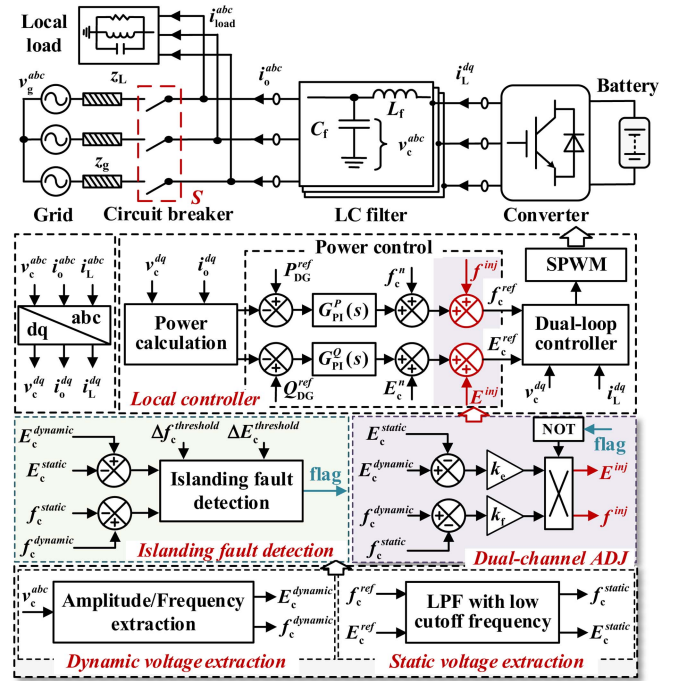 Local load
i_load^abc
v_g^abc
z_L
i_o^abc
i_L^dq
Battery
L_f
C_f
v_c^abc
z_g
S
Grid
Circuit breaker
LC filter
Converter
Power control
SPWM
v_c^abc i_o^abc i_L^abc
abc
dq
v_c^dq i_o^dq i_L^dq
v_c^dq i_o^dq
P_DG^ref
f_c^n
f^inj
f_c^ref
Power calculation
G_PI^P(s)
G_PI^Q(s)
Dual-loop controller
E_c^ref
Local controller
Q_DG^ref
E_c^n
E^inj
v_c^dq
i_L^dq
E_c^dynamic
E_c^static
f_c^static
f_c^dynamic
Δf_c^threshold ΔE_c^threshold
Islanding fault detection
flag
Islanding fault detection
E_c^static
E_c^dynamic
f_c^dynamic
f_c^static
k_e
k_f
NOT
flag
E^inj
f^inj
Dual-channel ADJ
v_c^abc
Amplitude/Frequency extraction
E_c^dynamic
f_c^dynamic
Dynamic voltage extraction
f_c^ref
E_c^ref
LPF with low cutoff frequency
f_c^static
E_c^static
Static voltage extraction